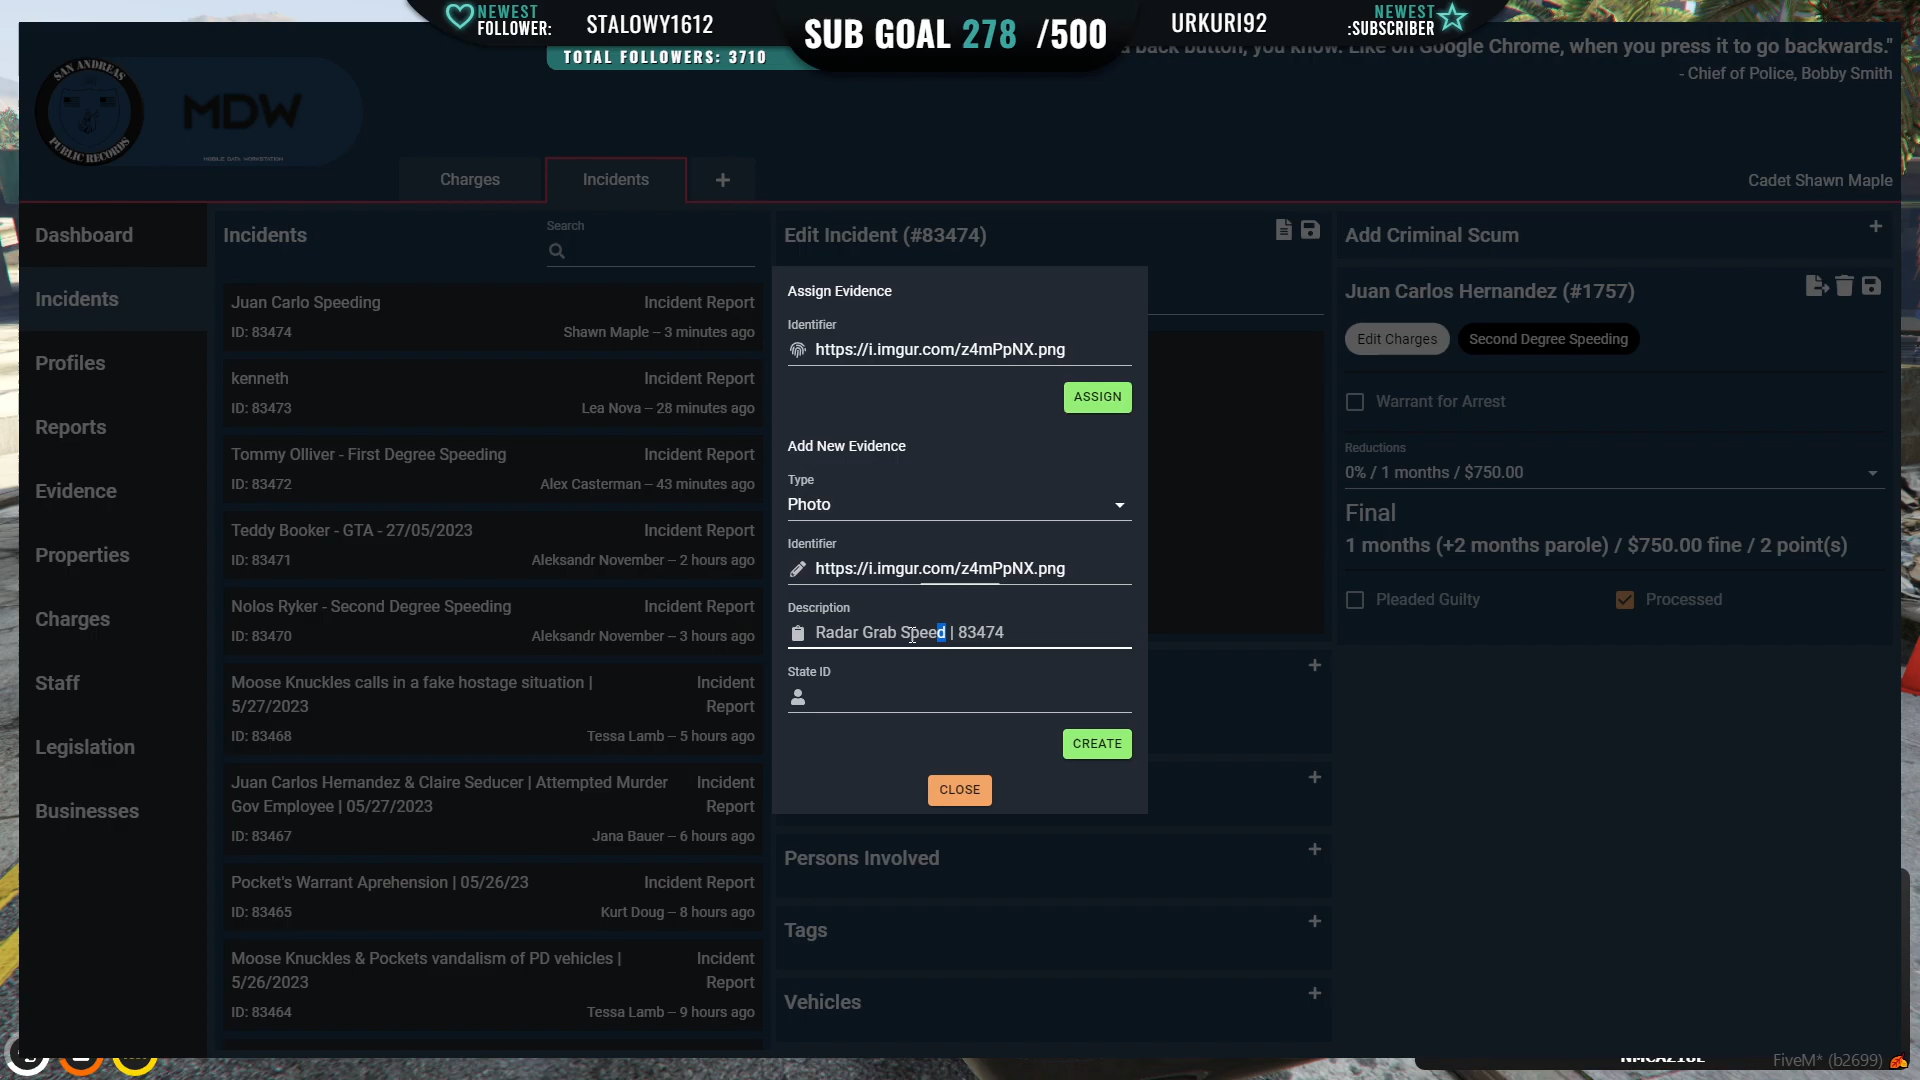 NEWEST
FOLLOWER:
STALOWY1612
TOTAL FOLLOWERS: 3710
SUB GOAL 278 /500
URKURI92
NEWEST
:SUBSCRIBER
a back button, you know. Like on Google Chrome, when you press it to go backwards."
- Chief of Police, Bobby Smith
SAN ANDREAS
PUBLIC RECORDS
MDW
MOBILE DATA WORKSTATION
Charges
Incidents
+
Cadet Shawn Maple
Dashboard
Incidents
Profiles
Reports
Evidence
Properties
Charges
Staff
Legislation
Businesses
Incidents
Search
Juan Carlo Speeding
Incident Report
ID: 83474
Shawn Maple – 3 minutes ago
kenneth
Incident Report
ID: 83473
Lea Nova – 28 minutes ago
Tommy Olliver - First Degree Speeding
Incident Report
ID: 83472
Alex Casterman – 43 minutes ago
Teddy Booker - GTA - 27/05/2023
Incident Report
ID: 83471
Aleksandr November – 2 hours ago
Nolos Ryker - Second Degree Speeding
Incident Report
ID: 83470
Aleksandr November – 3 hours ago
Moose Knuckles calls in a fake hostage situation |
5/27/2023
Incident
Report
ID: 83468
Tessa Lamb – 5 hours ago
Juan Carlos Hernandez & Claire Seducer | Attempted Murder
Gov Employee | 05/27/2023
Incident
Report
ID: 83467
Jana Bauer – 6 hours ago
Pocket's Warrant Aprehension | 05/26/23
Incident Report
ID: 83465
Kurt Doug – 8 hours ago
Moose Knuckles & Pockets vandalism of PD vehicles |
5/26/2023
Incident
Report
ID: 83464
Tessa Lamb – 9 hours ago
Edit Incident (#83474)
Assign Evidence
Identifier
https://i.imgur.com/z4mPpNX.png
ASSIGN
Add New Evidence
Type
Photo
Identifier
https://i.imgur.com/z4mPpNX.png
Description
Radar Grab Speed | 83474
State ID
CREATE
CLOSE
Persons Involved
Tags
Vehicles
Add Criminal Scum
Juan Carlos Hernandez (#1757)
Edit Charges
Second Degree Speeding
Warrant for Arrest
Reductions
0% / 1 months / $750.00
Final
1 months (+2 months parole) / $750.00 fine / 2 point(s)
Pleaded Guilty
Processed
FiveM* (b2699)